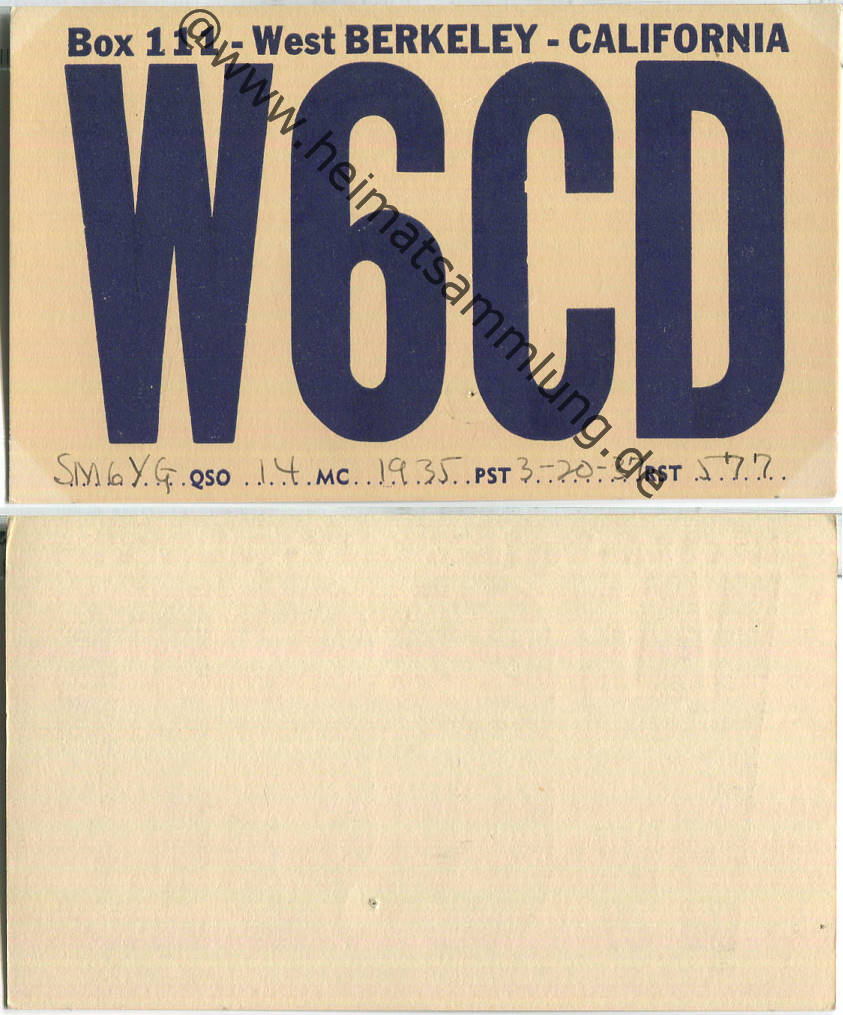 Box 111 - West BERKELEY - CALIFORNIA
W6CD
SM6YG. QSO .14. MC..1935..PST 3-20-37 RST 577..
@www.heimatsammlung.de